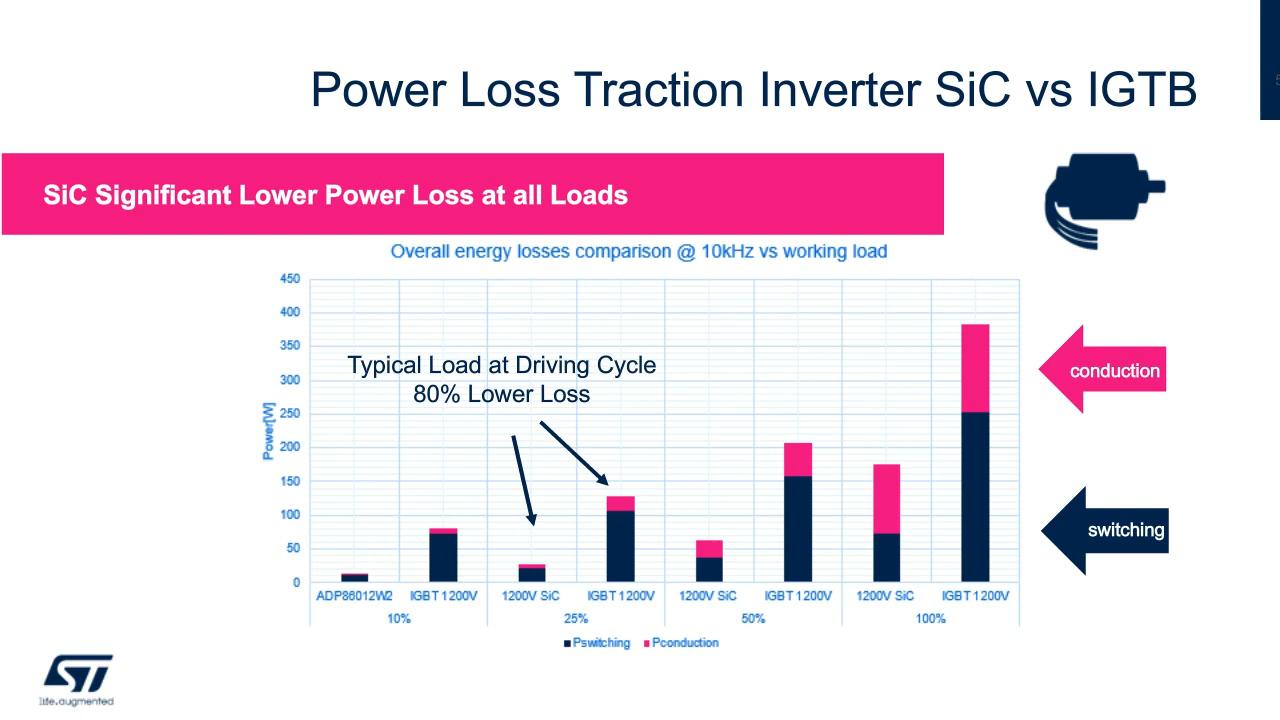 Power Loss Traction Inverter SiC vs IGTB
SiC Significant Lower Power Loss at all Loads
Overall energy losses comparison @ 10kHz vs working load
450
400
350
300
250
200
150
100
50
0
Power[W]
Typical Load at Driving Cycle
80% Lower Loss
conduction
switching
ADP86012W2 IGBT 1200V 1200V SiC IGBT 1200V 1200V SiC IGBT 1200V 1200V SiC IGBT 1200V
10% 25% 50% 100%
Pswitching Pconduction
ST
life.augmented